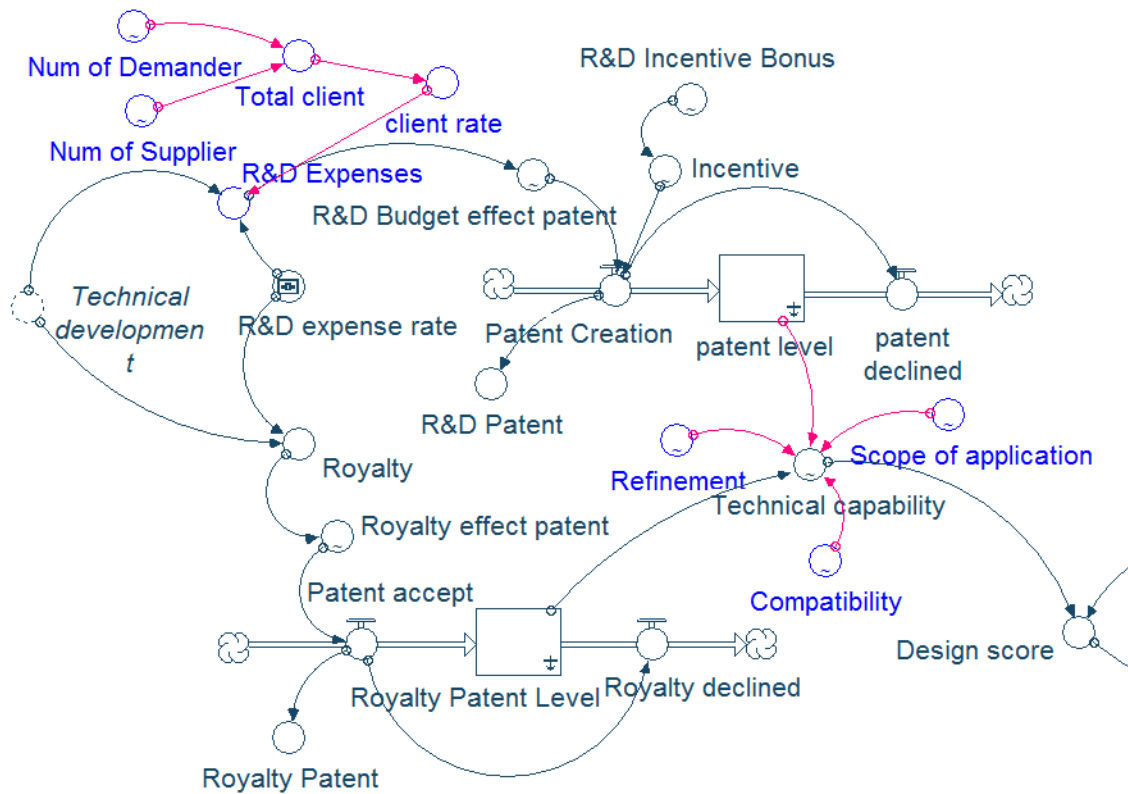 R&D Incentive Bonus
Num of Demander
Total client
client rate
Num of Supplier
R&D Expenses
Incentive
R&D Budget effect patent
Technical
developmen
t
R&D expense rate
Patent Creation
patent level
patent
declined
R&D Patent
Royalty
Refinement
Scope of application
Technical capability
Royalty effect patent
Patent accept
Compatibility
Design score
Royalty Patent Level
Royalty declined
Royalty Patent